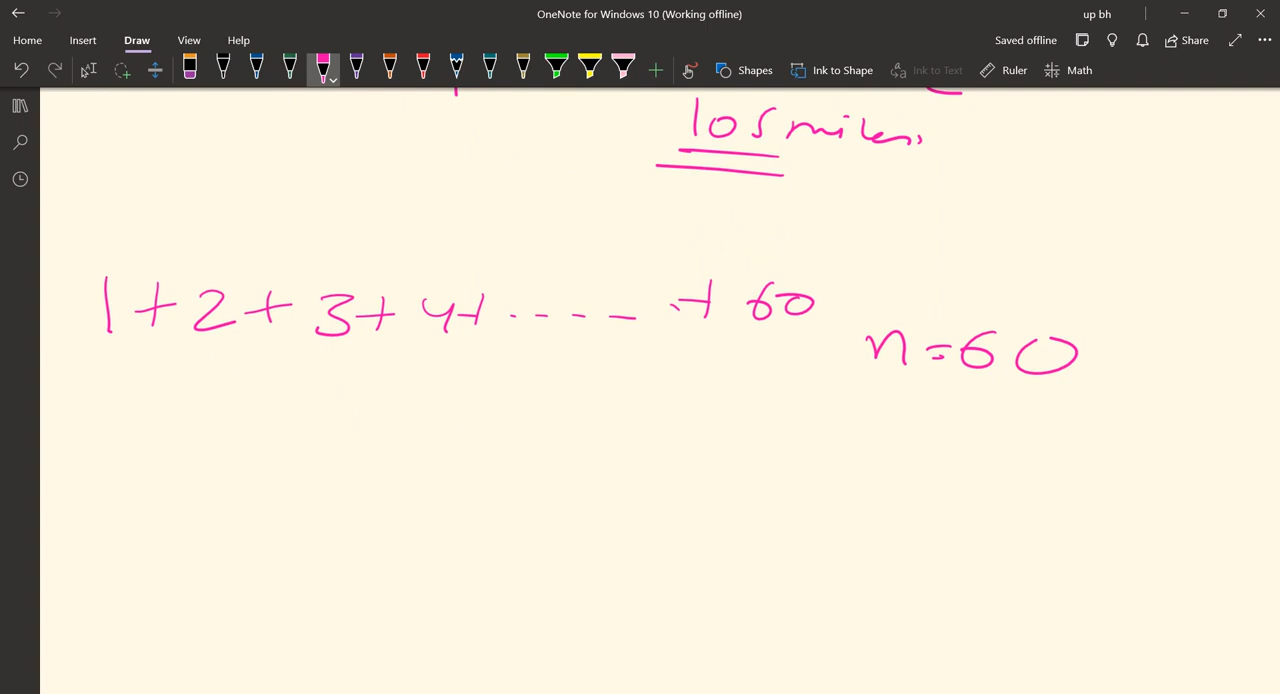 OneNote for Windows 10 (Working offline)
up bh
Home Insert Draw View Help
Saved offline
Share
Shapes
Ink to Shape
Ink to Text
Ruler
Math
105 miles
1+2+3+4+ ..... + 60
n=60